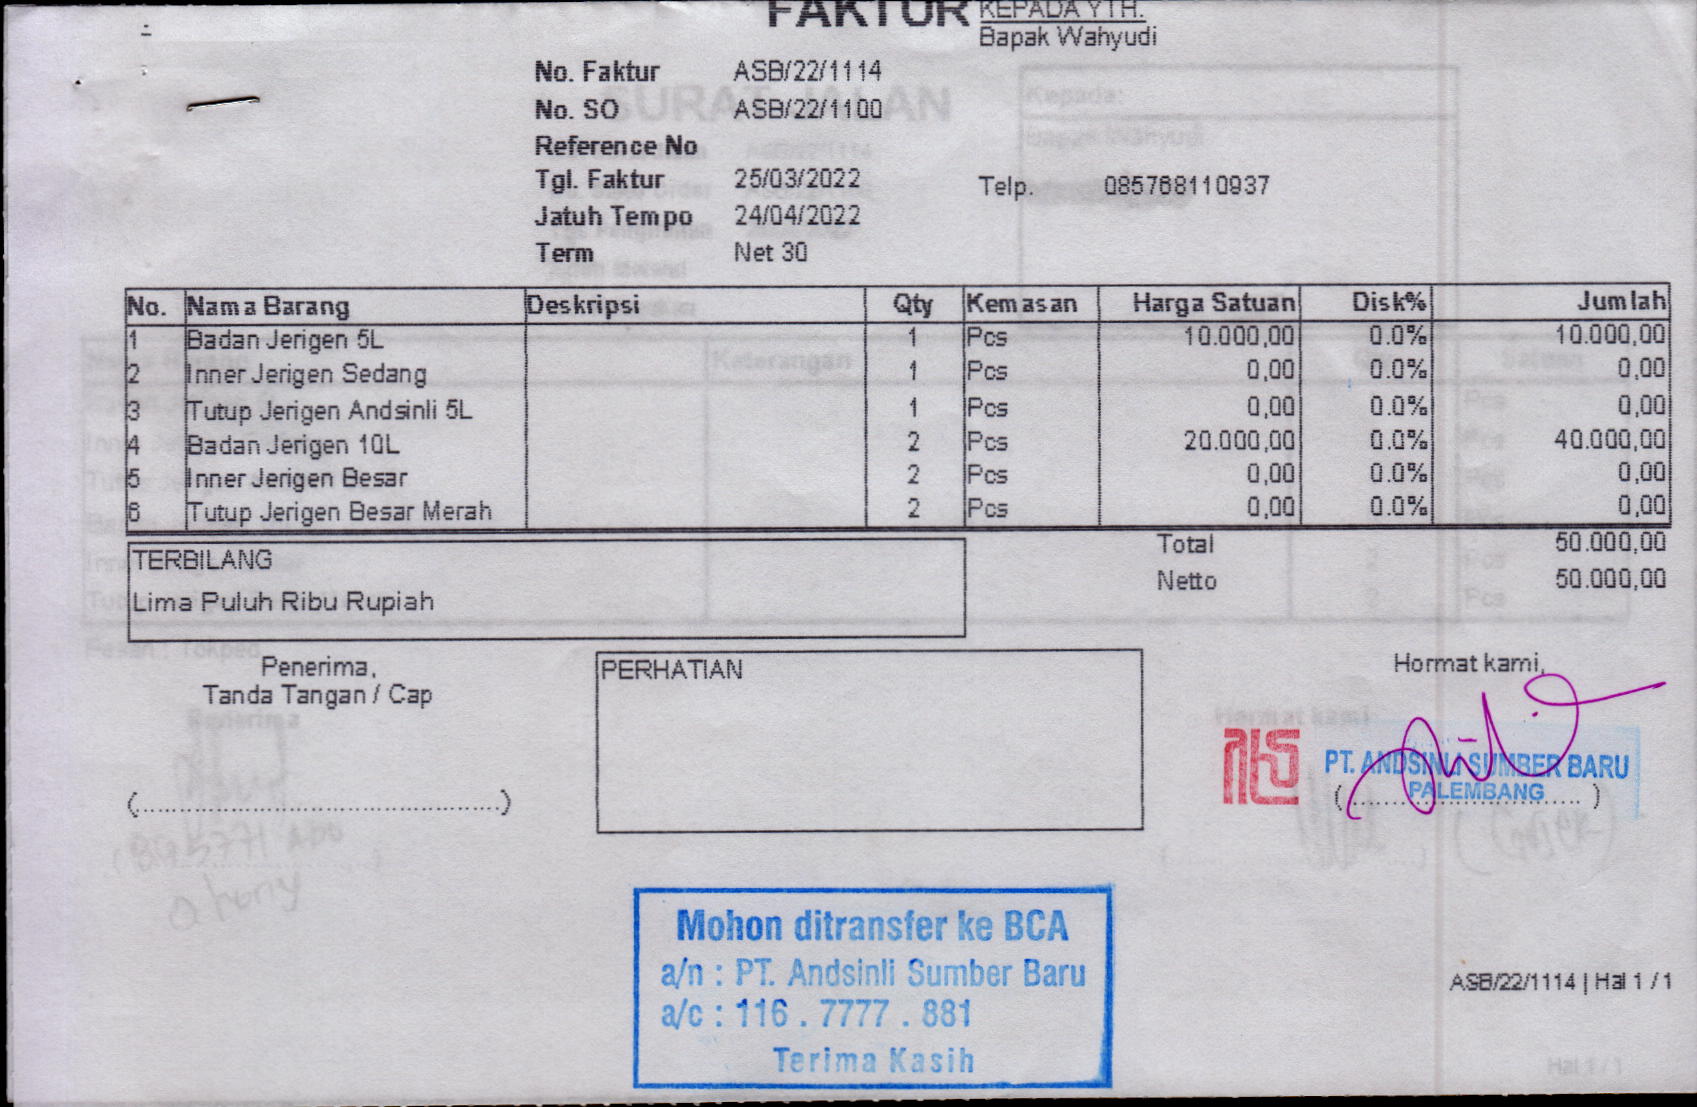 FAKTUR
KEPADA YTH.
Bapak Wahyudi
No. Faktur ASB/22/1114
No. SO ASB/22/1100
Reference No
Tgl. Faktur 25/03/2022
Telp. 085768110937
Jatuh Tempo 24/04/2022
Term Net 30
No. Nama Barang Deskripsi Qty Kemasan Harga Satuan Disk% Jumlah
1 Badan Jerigen 5L 1 Pcs 10.000,00 0.0% 10.000,00
2 Inner Jerigen Sedang 1 Pcs 0,00 0.0% 0,00
3 Tutup Jerigen Andsinli 5L 1 Pcs 0,00 0.0% 0,00
4 Badan Jerigen 10L 2 Pcs 20.000,00 0.0% 40.000,00
5 Inner Jerigen Besar 2 Pcs 0,00 0.0% 0,00
6 Tutup Jerigen Besar Merah 2 Pcs 0,00 0.0% 0,00
Total 50.000,00
TERBILANG
Netto 50.000,00
Lima Puluh Ribu Rupiah
Penerima,
Tanda Tangan / Cap
PERHATIAN
Hormat kami,
PT. ANDSINLI SUMBER BARU
PALEMBANG
Mohon ditransfer ke BCA
a/n : PT. Andsinli Sumber Baru
a/c : 116 . 7777 . 881
Terima Kasih
ASB/22/1114 | Hal 1 / 1